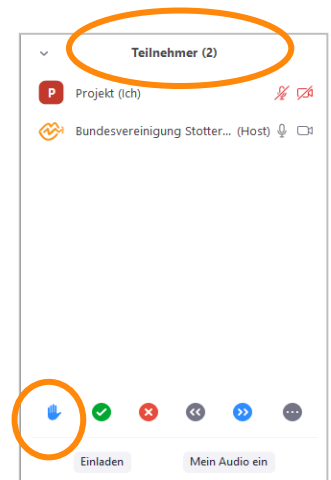 Teilnehmer (2)
P Projekt (Ich)
Bundesvereinigung Stotter... (Host)
Einladen Mein Audio ein